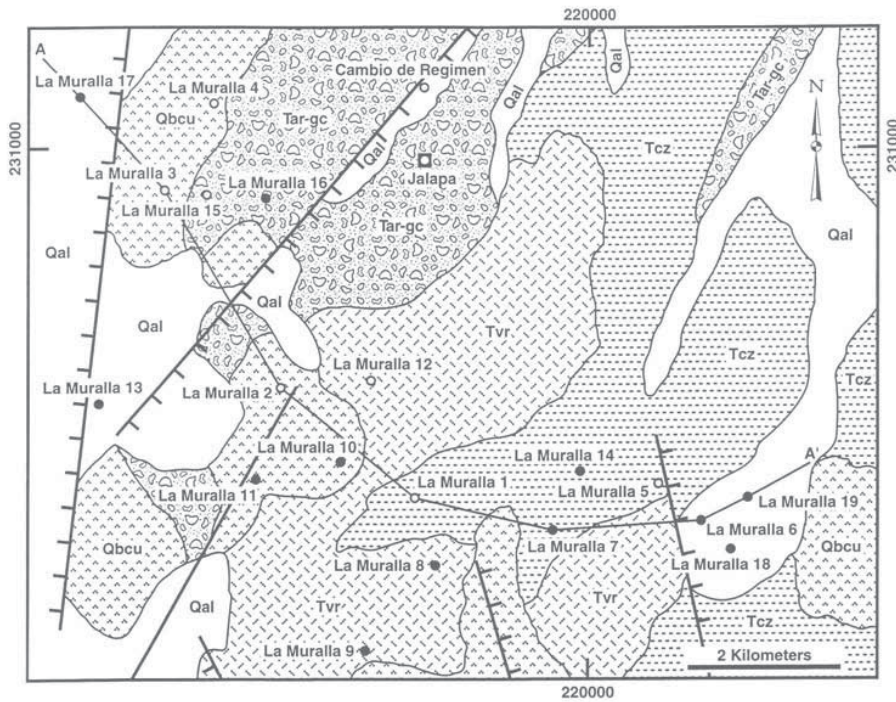 220000
A
La Muralla 17
La Muralla 4
Cambio de Regimen
Qal
Tar-gc
N
Qbcu
Tar-gc
231000
Qal
Tcz
231000
La Muralla 3
La Muralla 16
Jalapa
La Muralla 15
Tar-gc
Qal
Qal
Qal
Qal
Tvr
Tcz
La Muralla 12
La Muralla 13
La Muralla 2
Tcz
La Muralla 10
La Muralla 14
A'
La Muralla 11
La Muralla 1
La Muralla 5
La Muralla 19
La Muralla 6
Qbcu
La Muralla 7
La Muralla 8
La Muralla 18
Qbcu
Qal
Tvr
Tvr
Tcz
La Muralla 9
2 Kilometers
220000